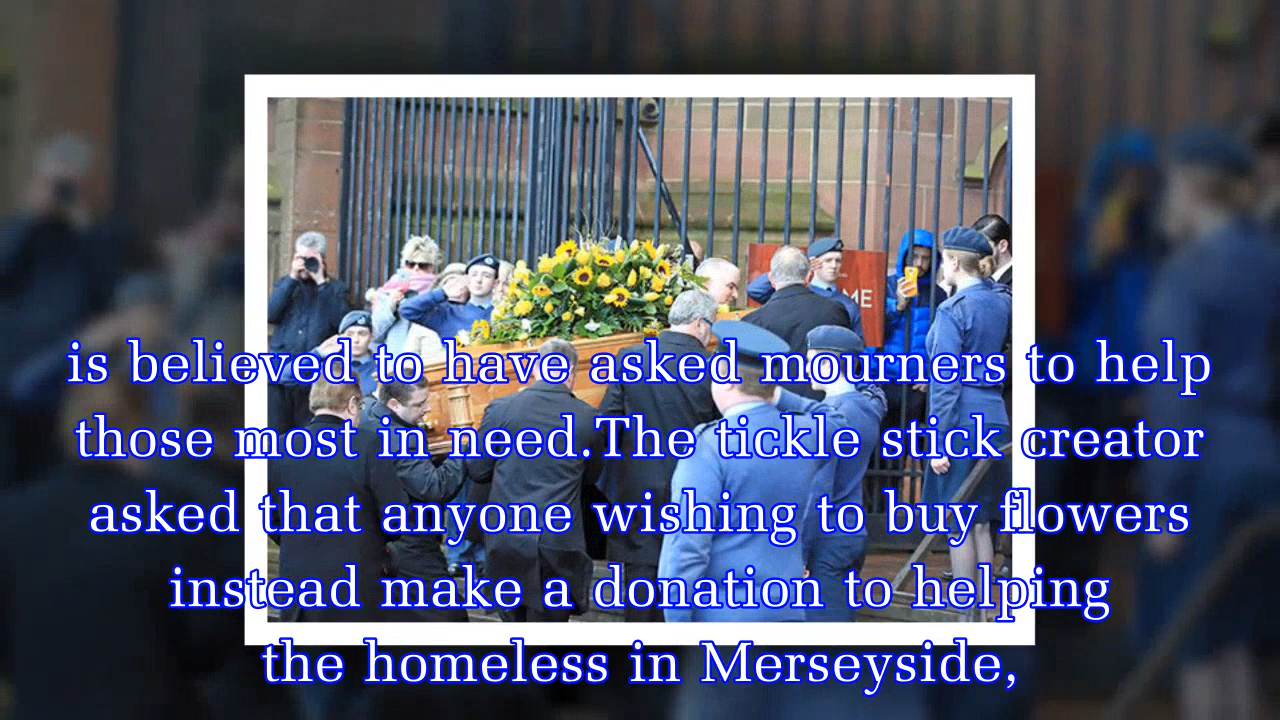 ME
is believed to have asked mourners to help
those most in need.The tickle stick creator
asked that anyone wishing to buy flowers
instead make a donation to helping
the homeless in Merseyside,